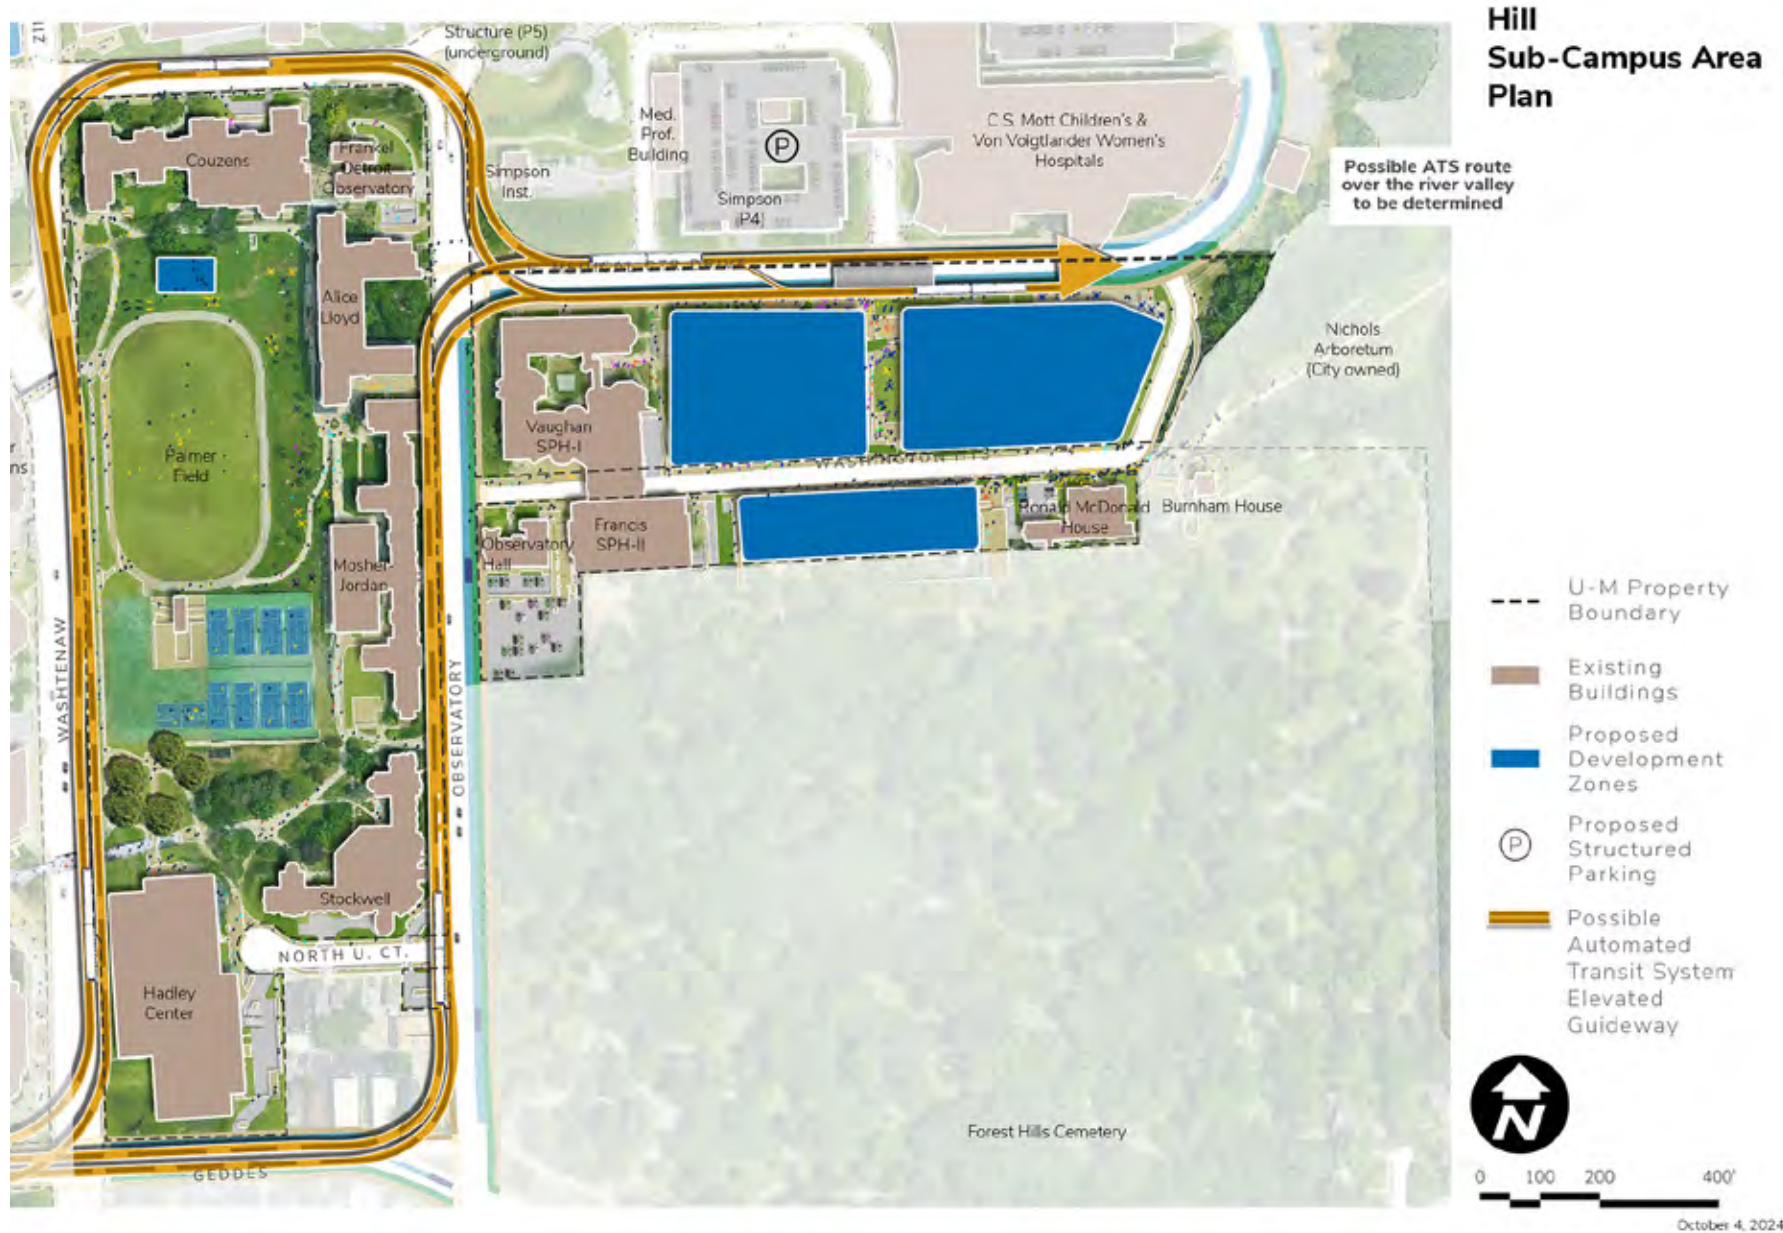 Hill
Sub-Campus Area
Plan
Structure (P5)
(underground)
Med.
Prof.
Building
P
Simpson
(P4)
C.S. Mott Children's &
Von Voigtlander Women's
Hospitals
Possible ATS route
over the river valley
to be determined
Couzens
Frankel
Detroit
Observatory
Simpson
Inst.
Alice
Lloyd
Nichols
Arboretum
(City owned)
Vaughan
SPH-I
Palmer
Field
WASHINGTON HTS
Francis
SPH-II
Observatory
Hall
Ronald McDonald
House
Burnham House
Mosher-
Jordan
WASHTENAW
OBSERVATORY
Stockwell
NORTH U. CT.
Hadley
Center
GEDDES
Forest Hills Cemetery
U-M Property
Boundary
Existing
Buildings
Proposed
Development
Zones
P
Proposed
Structured
Parking
Possible
Automated
Transit System
Elevated
Guideway
N
0 100 200 400'
October 4, 2024